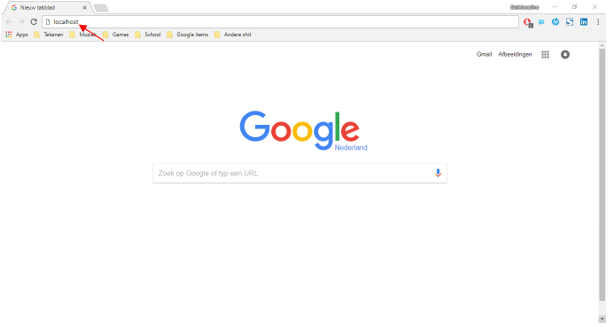 Nieuw tabblad
localhost
Apps Tekenen Muziek Games School Google items Andere shit
Gmail Afbeeldingen
Google
Nederland
Zoek op Google of typ een URL